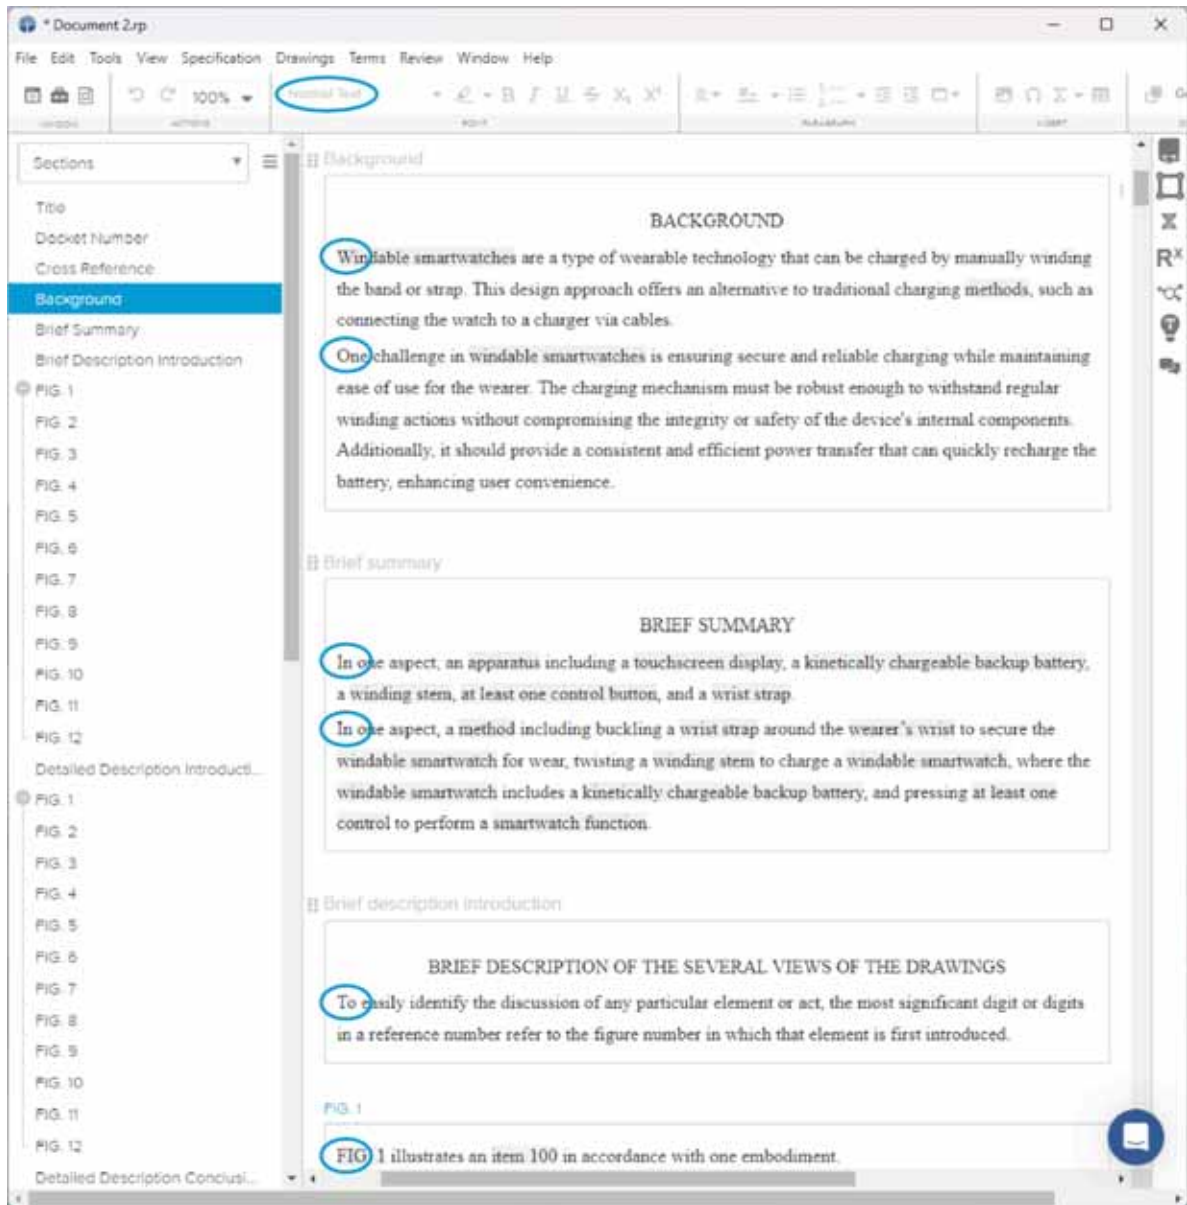 * Document 2.rp
File Edit Tools View Specification Drawings Terms Review Window Help
100% Normal Text B I U S X₁ X¹
ACTIONS FONT PARAGRAPH INSERT
Sections
Title
Docket Number
Cross Reference
Background
Brief Summary
Brief Description Introduction
FIG. 1
FIG. 2
FIG. 3
FIG. 4
FIG. 5
FIG. 6
FIG. 7
FIG. 8
FIG. 9
FIG. 10
FIG. 11
FIG. 12
Detailed Description Introducti...
FIG. 1
FIG. 2
FIG. 3
FIG. 4
FIG. 5
FIG. 6
FIG. 7
FIG. 8
FIG. 9
FIG. 10
FIG. 11
FIG. 12
Detailed Description Conclusi...
Background
BACKGROUND
Windable smartwatches are a type of wearable technology that can be charged by manually winding
the band or strap. This design approach offers an alternative to traditional charging methods, such as
connecting the watch to a charger via cables.
One challenge in windable smartwatches is ensuring secure and reliable charging while maintaining
ease of use for the wearer. The charging mechanism must be robust enough to withstand regular
winding actions without compromising the integrity or safety of the device's internal components.
Additionally, it should provide a consistent and efficient power transfer that can quickly recharge the
battery, enhancing user convenience.
Brief summary
BRIEF SUMMARY
In one aspect, an apparatus including a touchscreen display, a kinetically chargeable backup battery,
a winding stem, at least one control button, and a wrist strap.
In one aspect, a method including buckling a wrist strap around the wearer's wrist to secure the
windable smartwatch for wear, twisting a winding stem to charge a windable smartwatch, where the
windable smartwatch includes a kinetically chargeable backup battery, and pressing at least one
control to perform a smartwatch function.
Brief description introduction
BRIEF DESCRIPTION OF THE SEVERAL VIEWS OF THE DRAWINGS
To easily identify the discussion of any particular element or act, the most significant digit or digits
in a reference number refer to the figure number in which that element is first introduced.
FIG. 1
FIG. 1 illustrates an item 100 in accordance with one embodiment.
Rˣ